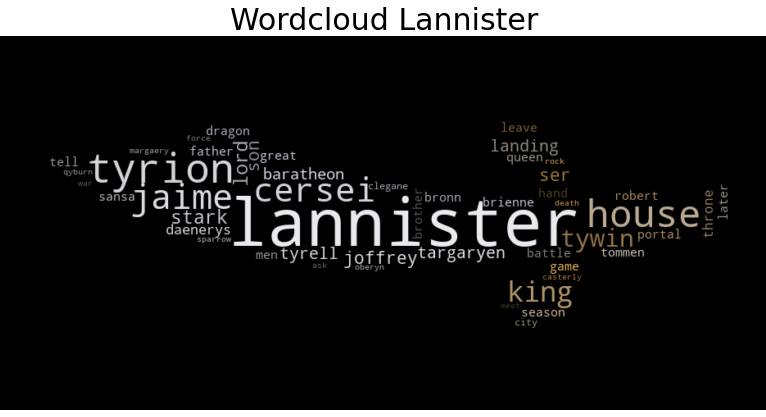 Wordcloud Lannister
leave
dragon
force
landing
margaery
father
lord
son
great
queen
rock
tell
tyrion
qyburn
baratheon
ser
war
cersei
clegane
hand
robert
throne
later
sansa
jaime
bronn
brienne
death
brother
stark
lannister
house
daenerys
sparrow
tywin
portal
men
tyrell
joffrey
targaryen
battle
tommen
ask
oberyn
game
casterly
king
meet
season
city